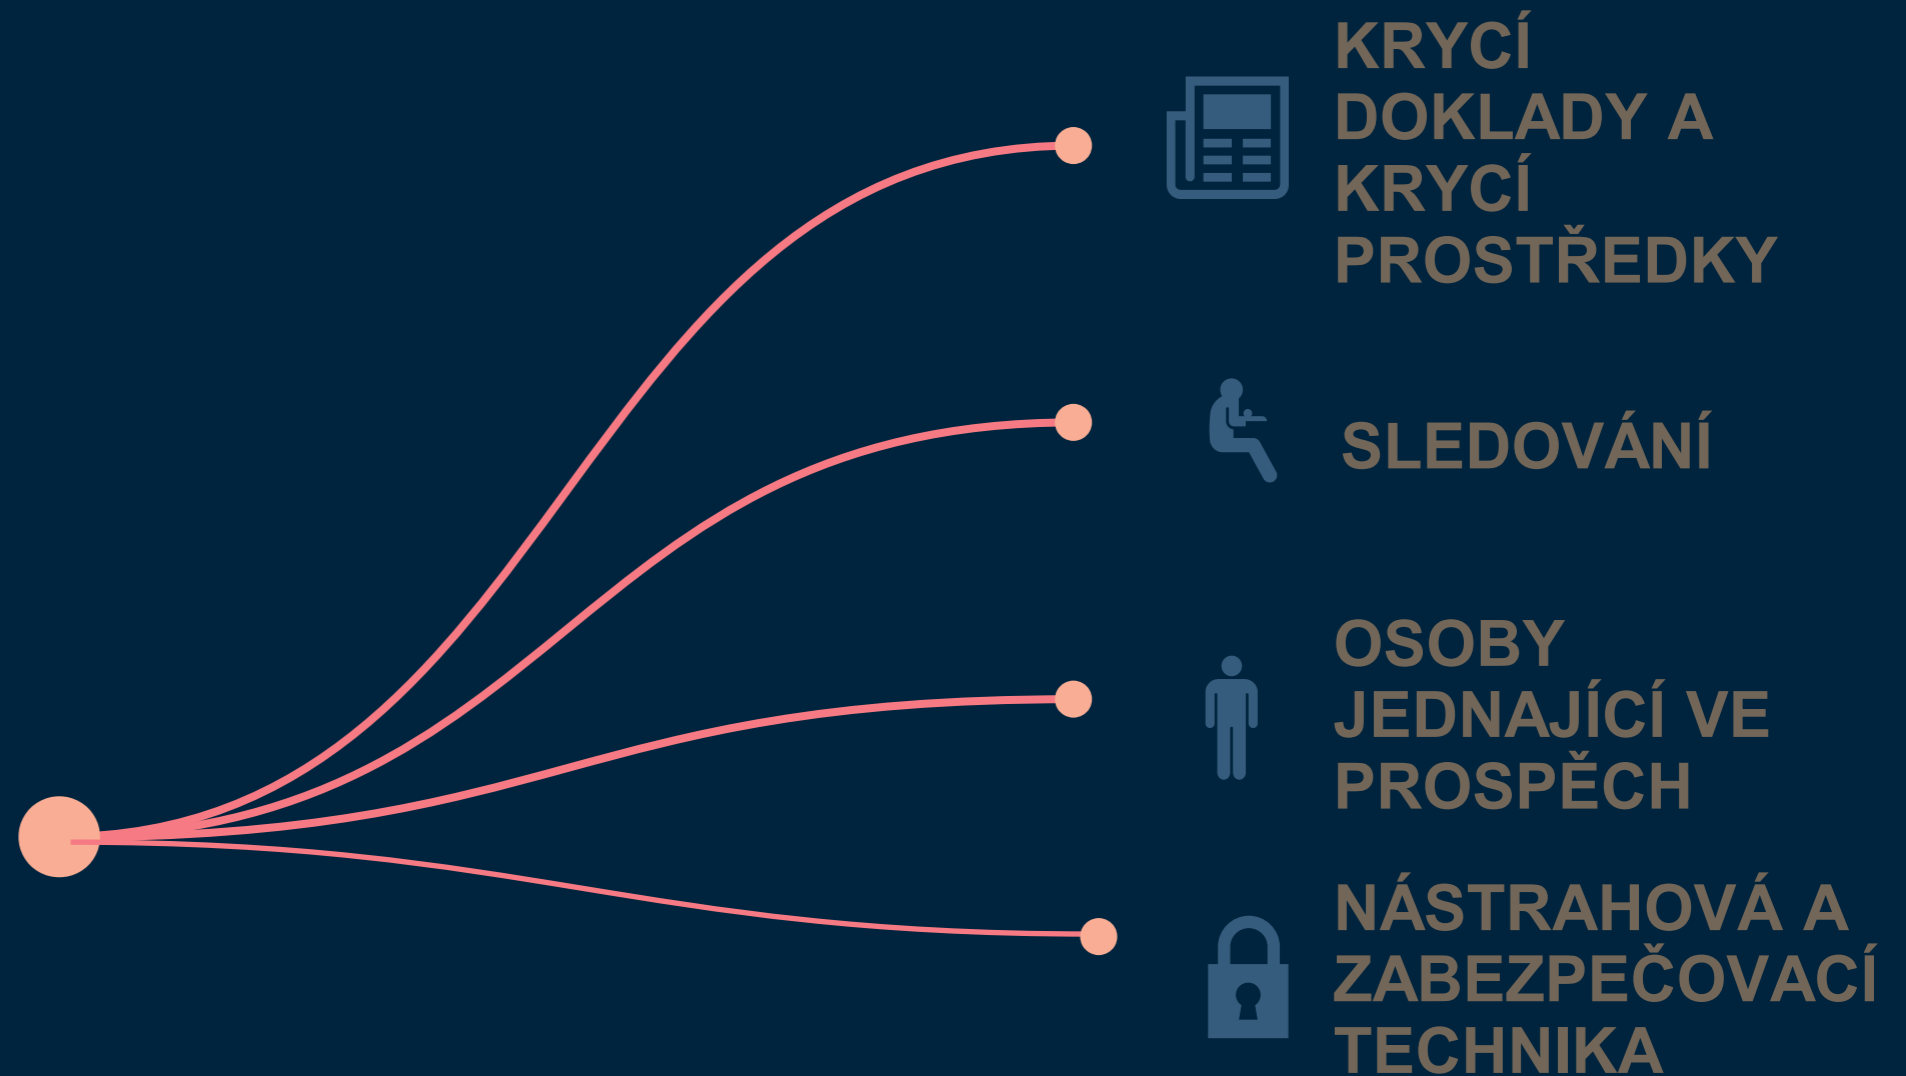 KRYCÍ
DOKLADY A
KRYCÍ
PROSTŘEDKY
SLEDOVÁNÍ
OSOBY
JEDNAJÍCÍ VE
PROSPĚCH
NÁSTRAHOVÁ A
ZABEZPEČOVACÍ
TECHNIKA